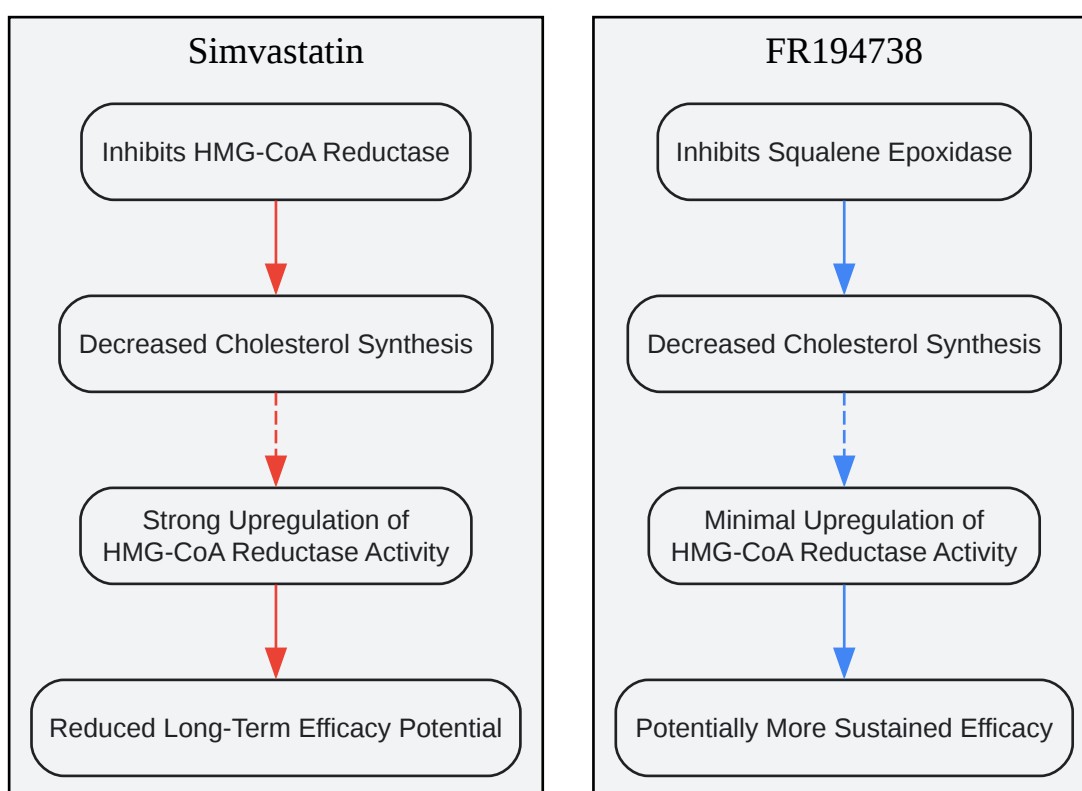 Simvastatin
Inhibits HMG-CoA Reductase
Decreased Cholesterol Synthesis
Strong Upregulation of
HMG-CoA Reductase Activity
Reduced Long-Term Efficacy Potential
FR194738
Inhibits Squalene Epoxidase
Decreased Cholesterol Synthesis
Minimal Upregulation of
HMG-CoA Reductase Activity
Potentially More Sustained Efficacy